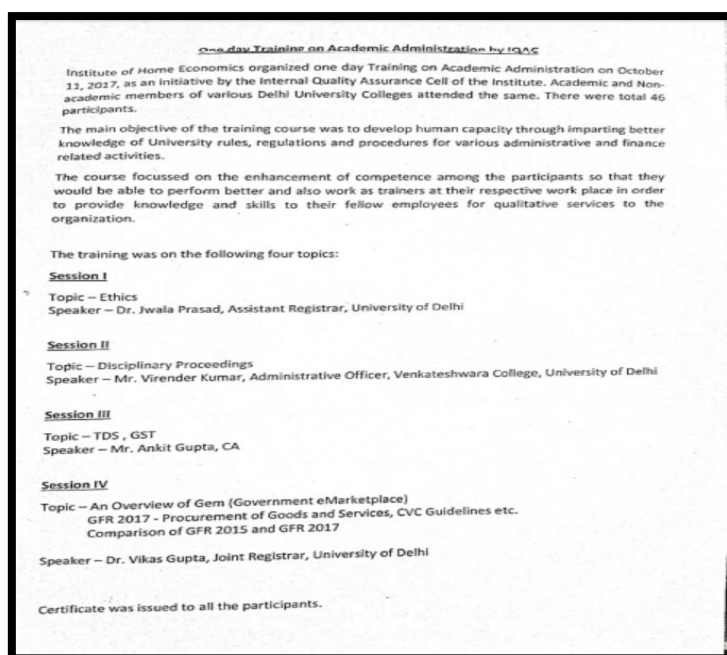 One day Training on Academic Administration by IQAC
Institute of Home Economics organized one day Training on Academic Administration on October
11, 2017, as an initiative by the Internal Quality Assurance Cell of the Institute. Academic and Non-
academic members of various Delhi University Colleges attended the same. There were total 46
participants.
The main objective of the training course was to develop human capacity through imparting better
knowledge of University rules, regulations and procedures for various administrative and finance
related activities.
The course focussed on the enhancement of competence among the participants so that they
would be able to perform better and also work as trainers at their respective work place in order
to provide knowledge and skills to their fellow employees for qualitative services to the
organization.
The training was on the following four topics:
Session I
Topic – Ethics
Speaker – Dr. Jwala Prasad, Assistant Registrar, University of Delhi
Session II
Topic – Disciplinary Proceedings
Speaker – Mr. Virender Kumar, Administrative Officer, Venkateshwara College, University of Delhi
Session III
Topic – TDS , GST
Speaker – Mr. Ankit Gupta, CA
Session IV
Topic – An Overview of Gem (Government eMarketplace)
GFR 2017 - Procurement of Goods and Services, CVC Guidelines etc.
Comparison of GFR 2015 and GFR 2017
Speaker – Dr. Vikas Gupta, Joint Registrar, University of Delhi
Certificate was issued to all the participants.